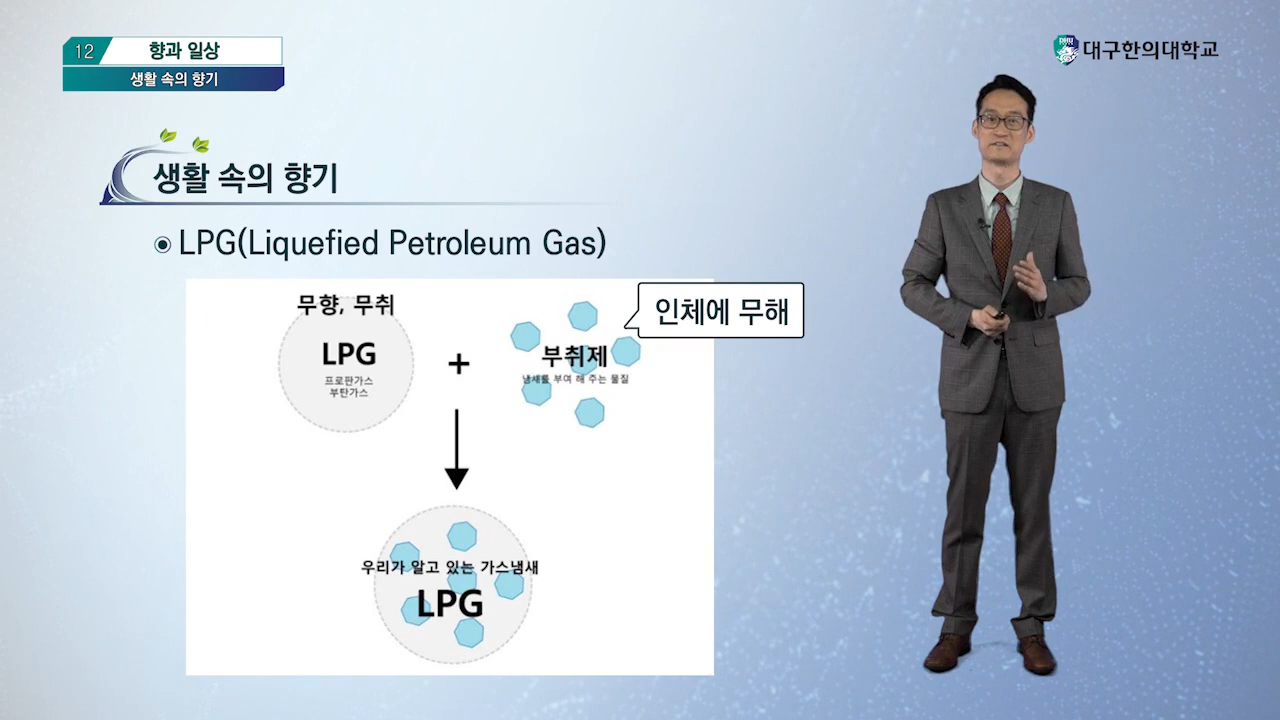 12 향과 일상
생활 속의 향기
대구한의대학교
생활 속의 향기
LPG(Liquefied Petroleum Gas)
무향, 무취
LPG
프로판가스
부탄가스
+
부취제
냄새를 부여 해 주는 물질
인체에 무해
우리가 알고 있는 가스냄새
LPG